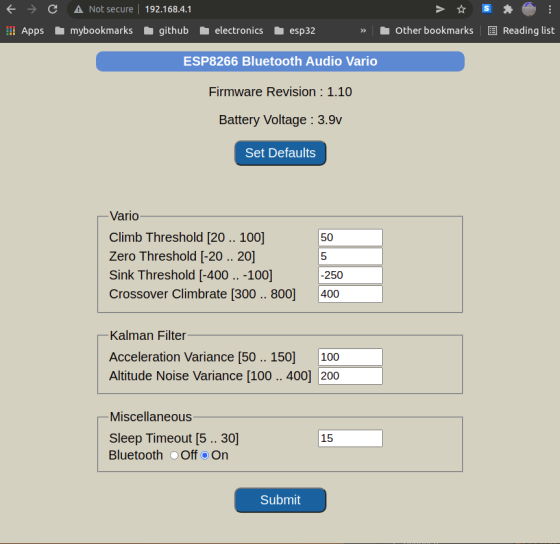 Not secure | 192.168.4.1
Apps mybookmarks github electronics esp32 » Other bookmarks Reading list
ESP8266 Bluetooth Audio Vario
Firmware Revision : 1.10
Battery Voltage : 3.9v
Set Defaults
Vario
Climb Threshold [20 .. 100] 50
Zero Threshold [-20 .. 20] 5
Sink Threshold [-400 .. -100] -250
Crossover Climbrate [300 .. 800] 400
Kalman Filter
Acceleration Variance [50 .. 150] 100
Altitude Noise Variance [100 .. 400] 200
Miscellaneous
Sleep Timeout [5 .. 30] 15
Bluetooth Off On
Submit